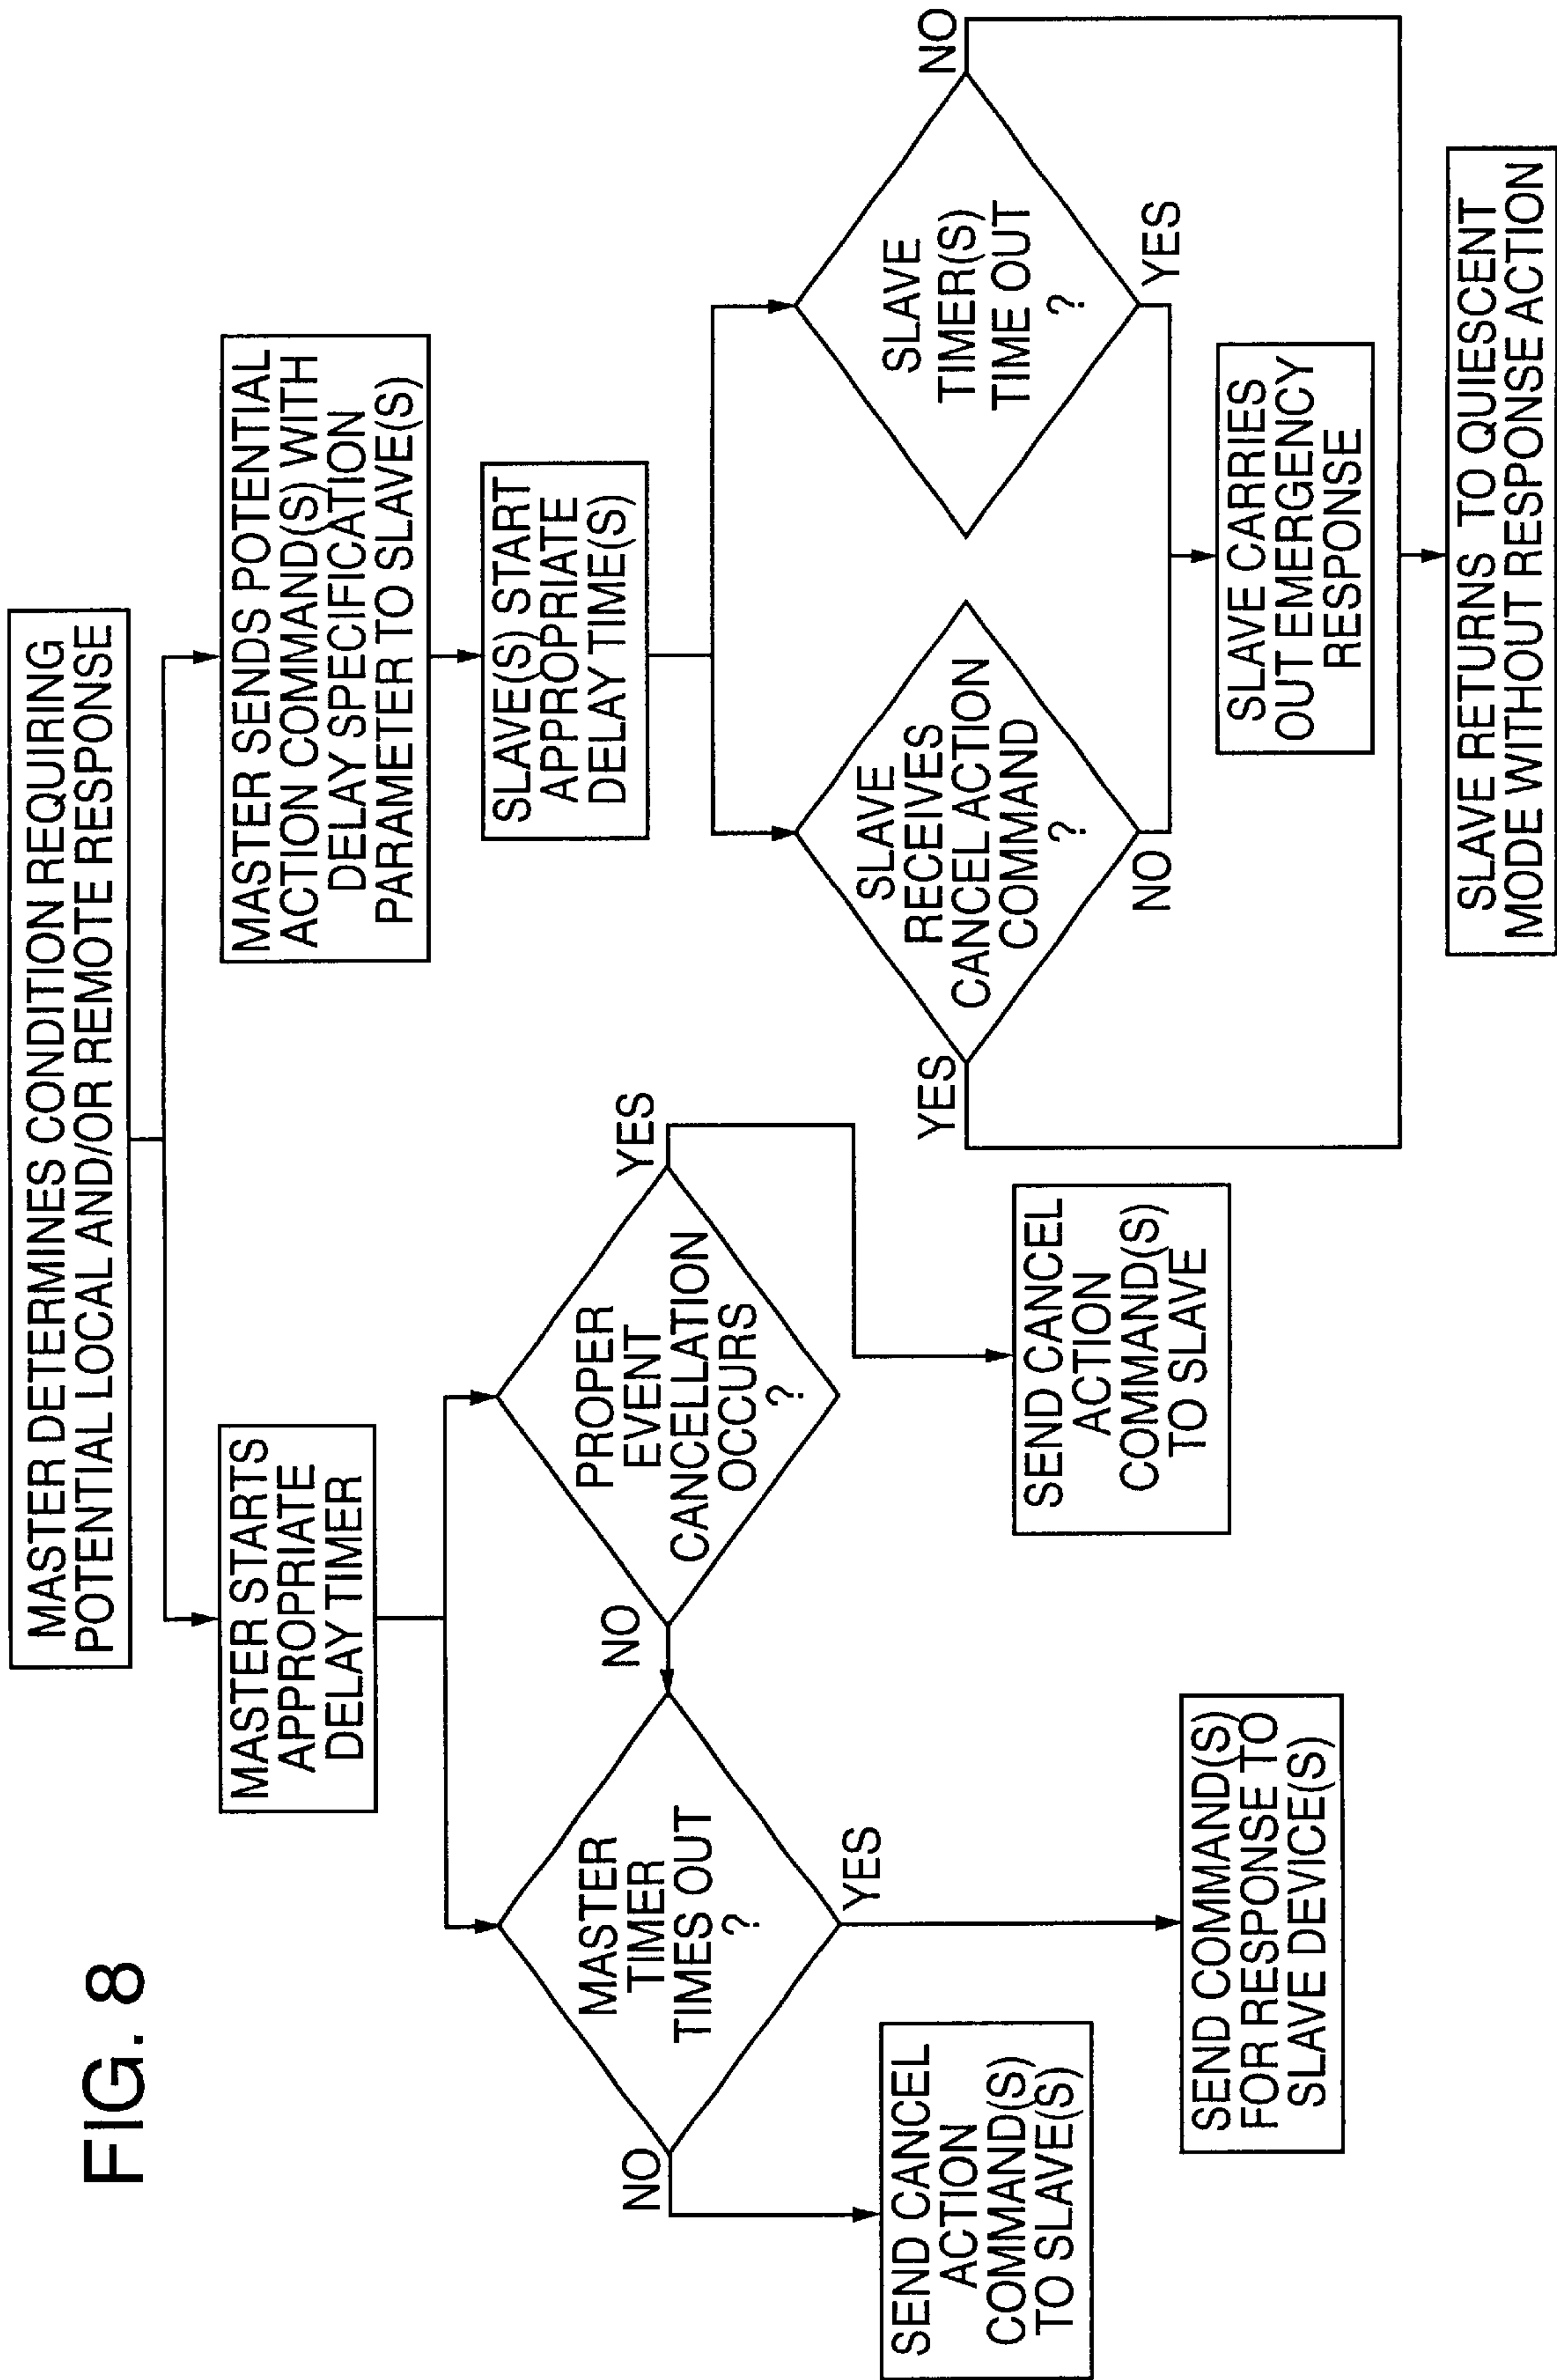 FIG. 8
MASTER DETERMINES CONDITION REQUIRING
POTENTIAL LOCAL AND/OR REMOTE RESPONSE
MASTER STARTS
APPROPRIATE
DELAY TIMER
MASTER
TIMER
TIMES OUT
?
NO
YES
SEND CANCEL
ACTION
COMMAND(S)
TO SLAVE(S)
SEND COMMAND(S)
FOR RESPONSE TO
SLAVE DEVICE(S)
PROPER
EVENT
CANCELLATION
OCCURS
?
NO
YES
SEND CANCEL
ACTION
COMMAND(S)
TO SLAVE
MASTER SENDS POTENTIAL
ACTION COMMAND(S) WITH
DELAY SPECIFICATION
PARAMETER TO SLAVE(S)
SLAVE(S) START
APPROPRIATE
DELAY TIME(S)
SLAVE
RECEIVES
CANCEL ACTION
COMMAND
?
YES
NO
SLAVE
TIMER(S)
TIME OUT
?
NO
YES
SLAVE CARRIES
OUT EMERGENCY
RESPONSE
SLAVE RETURNS TO QUIESCENT
MODE WITHOUT RESPONSE ACTION